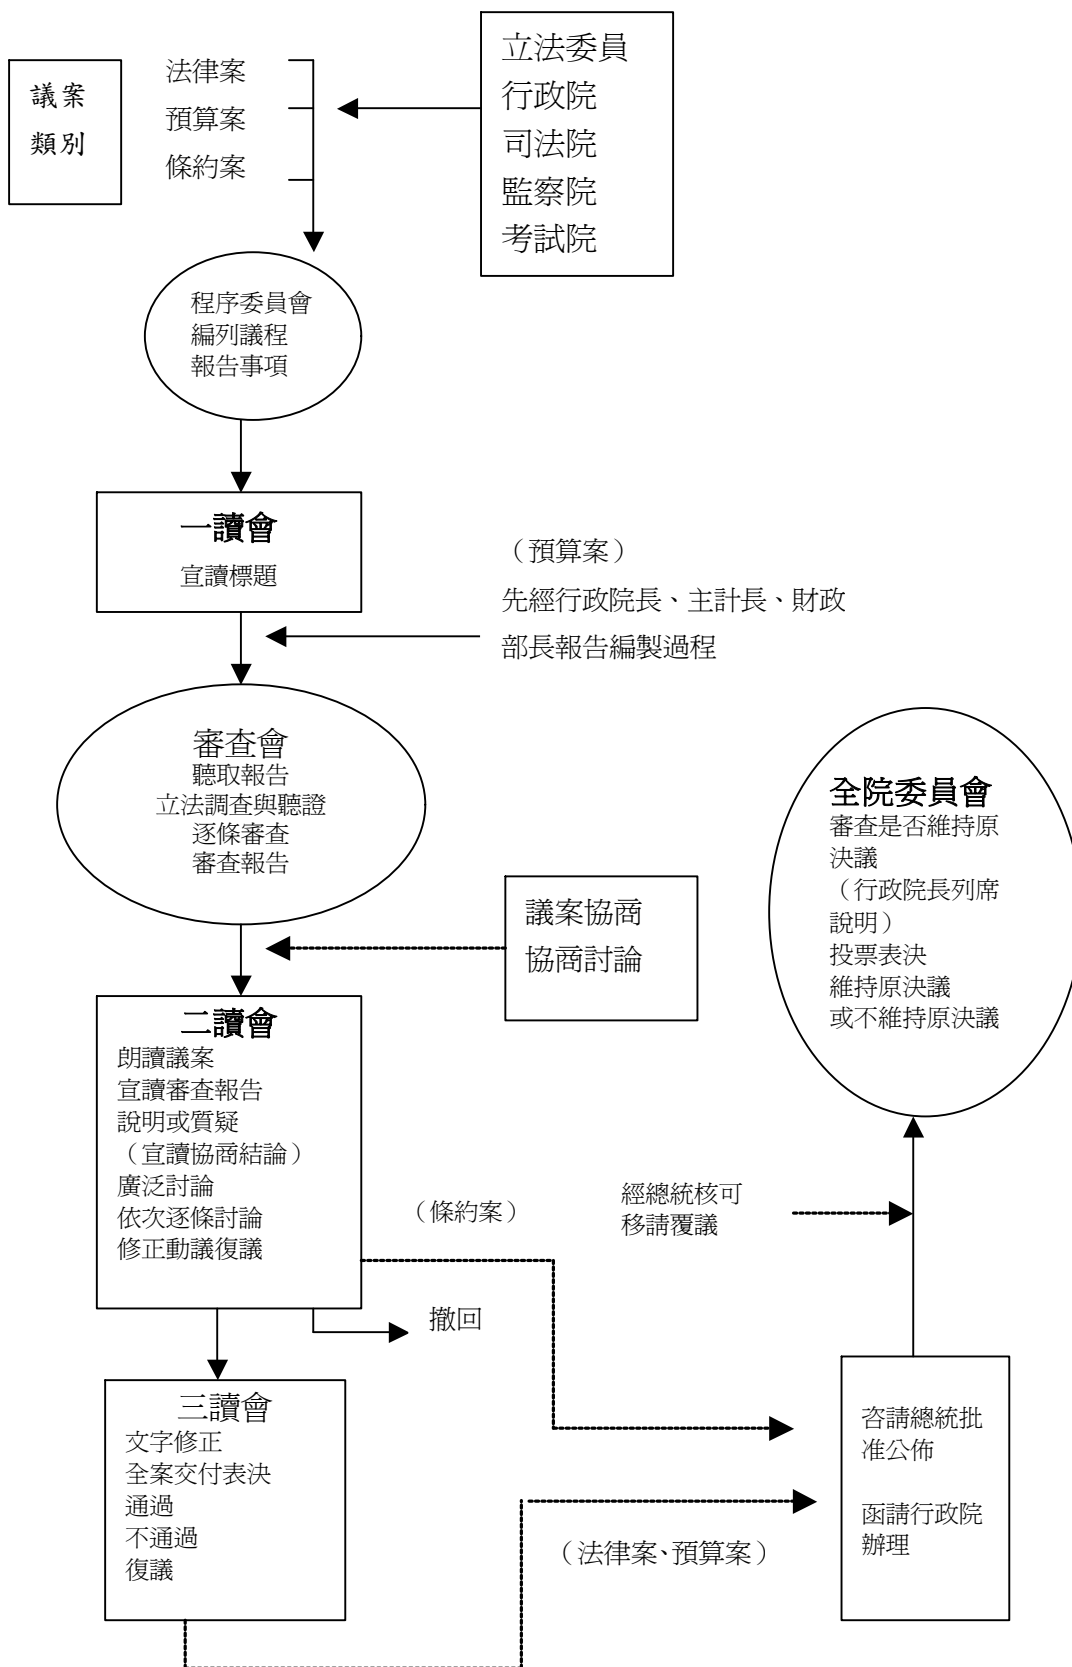 議案
類別
法律案
預算案
條約案
立法委員
行政院
司法院
監察院
考試院
程序委員會
編列議程
報告事項
一讀會
宣讀標題
（預算案）
先經行政院長、主計長、財政
部長報告編製過程
審查會
聽取報告
立法調查與聽證
逐條審查
審查報告
議案協商
協商討論
全院委員會
審查是否維持原
決議
（行政院長列席
說明）
投票表決
維持原決議
或不維持原決議
二讀會
朗讀議案
宣讀審查報告
說明或質疑
（宣讀協商結論）
廣泛討論
依次逐條討論
修正動議復議
（條約案）
經總統核可
移請覆議
撤回
三讀會
文字修正
全案交付表決
通過
不通過
復議
（法律案、預算案）
咨請總統批
准公佈
函請行政院
辦理